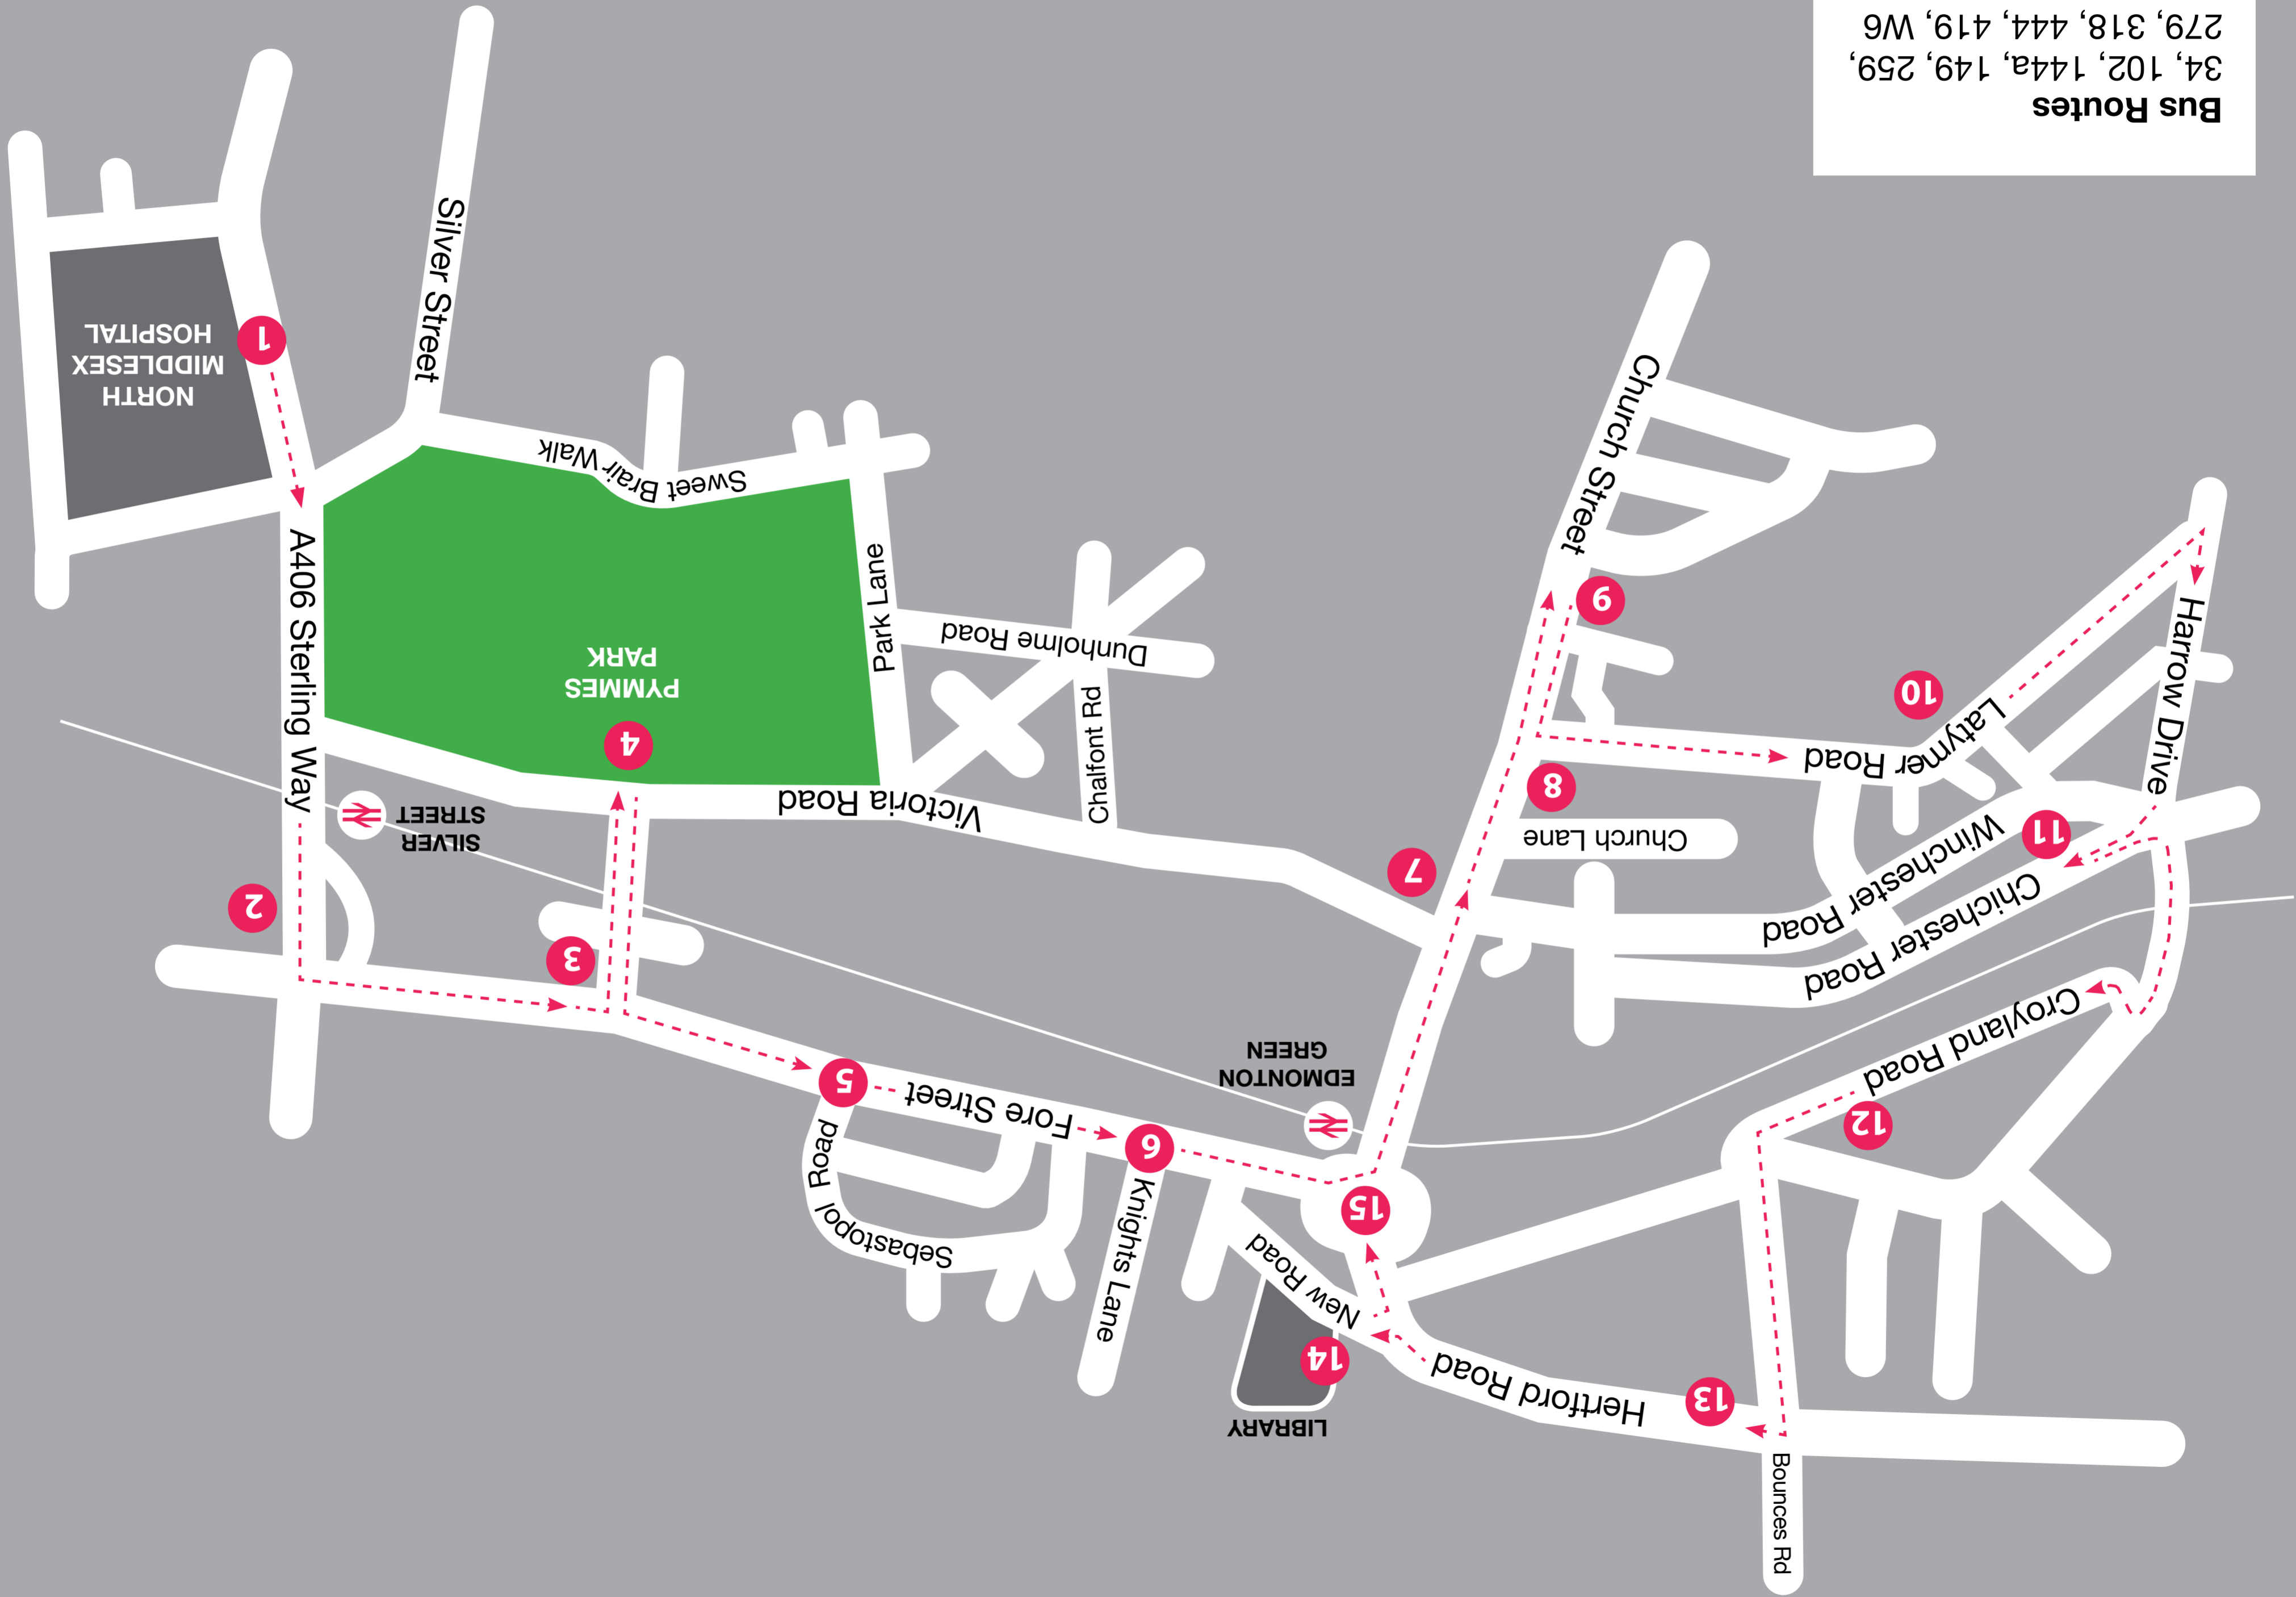 Bounces Rd
LIBRARY
13
Hertford Road
14
New Road
Knights Lane
Sebastopol Road
15
6
12
Croyland Road
EDMONTON
GREEN
Fore Street
5
3
2
Chichester Road
Winchester Road
11
7
Church Lane
8
SILVER
STREET
Victoria Road
Chalfont Rd
Latymer Road
10
Harrow Drive
4
PYMMES
PARK
A406 Sterling Way
Park Lane
Dunholme Road
9
Church Street
Sweet Brair Walk
Silver Street
1
NORTH
MIDDLESEX
HOSPITAL
Bus Routes
34, 102, 144a, 149, 259,
279, 318, 444, 419, W6